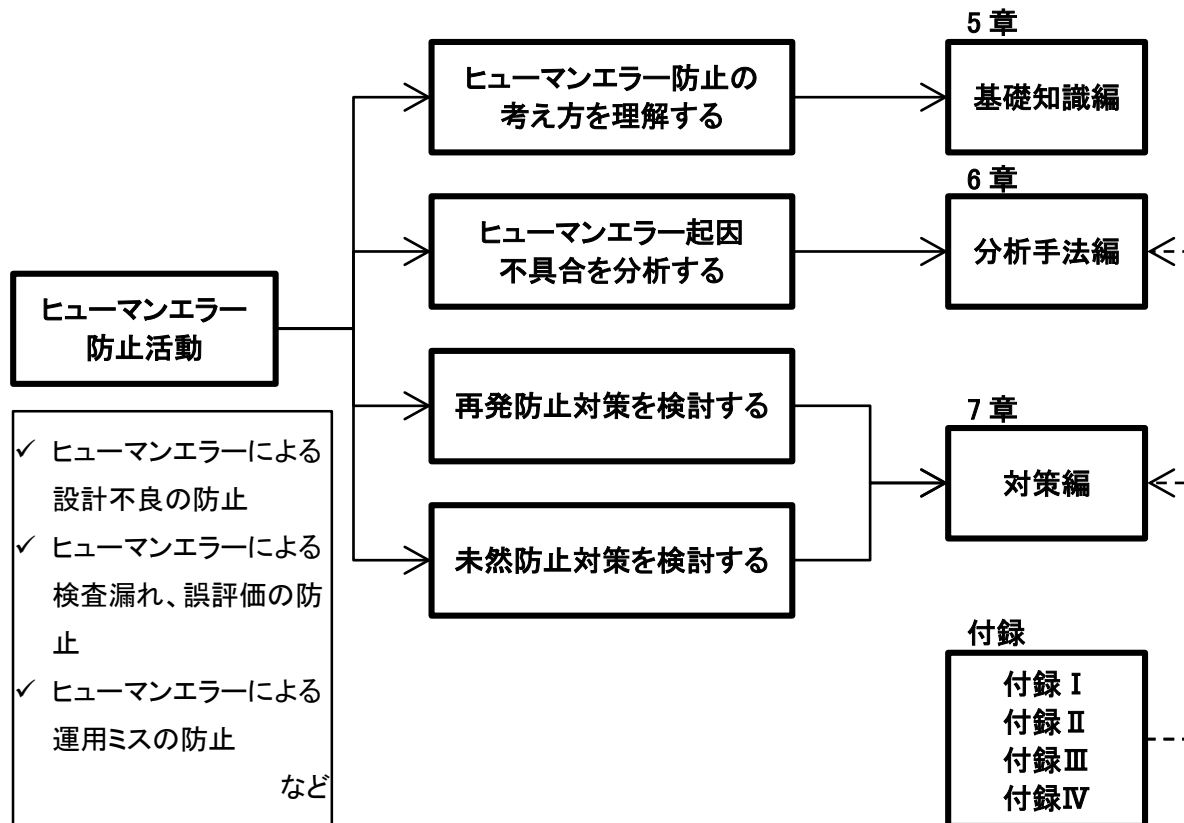 5 章
ヒューマンエラー防止の
考え方を理解する
基礎知識編
6 章
ヒューマンエラー起因
不具合を分析する
分析手法編
ヒューマンエラー
防止活動
再発防止対策を検討する
7 章
対策編
未然防止対策を検討する
✓ ヒューマンエラーによる
設計不良の防止
✓ ヒューマンエラーによる
検査漏れ、誤評価の防
止
✓ ヒューマンエラーによる
運用ミスの防止
など
付録
付録Ⅰ
付録Ⅱ
付録Ⅲ
付録Ⅳ